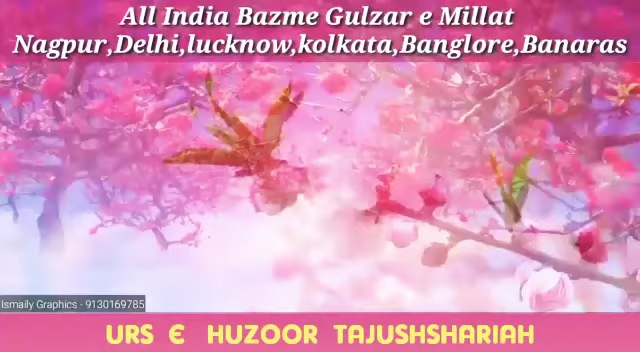 All India Bazme Gulzar e Millat
Nagpur,Delhi,lucknow,kolkata,Banglore,Banaras
Ismaily Graphics - 9130169785
URS E HUZOOR TAJUSHSHARIAH